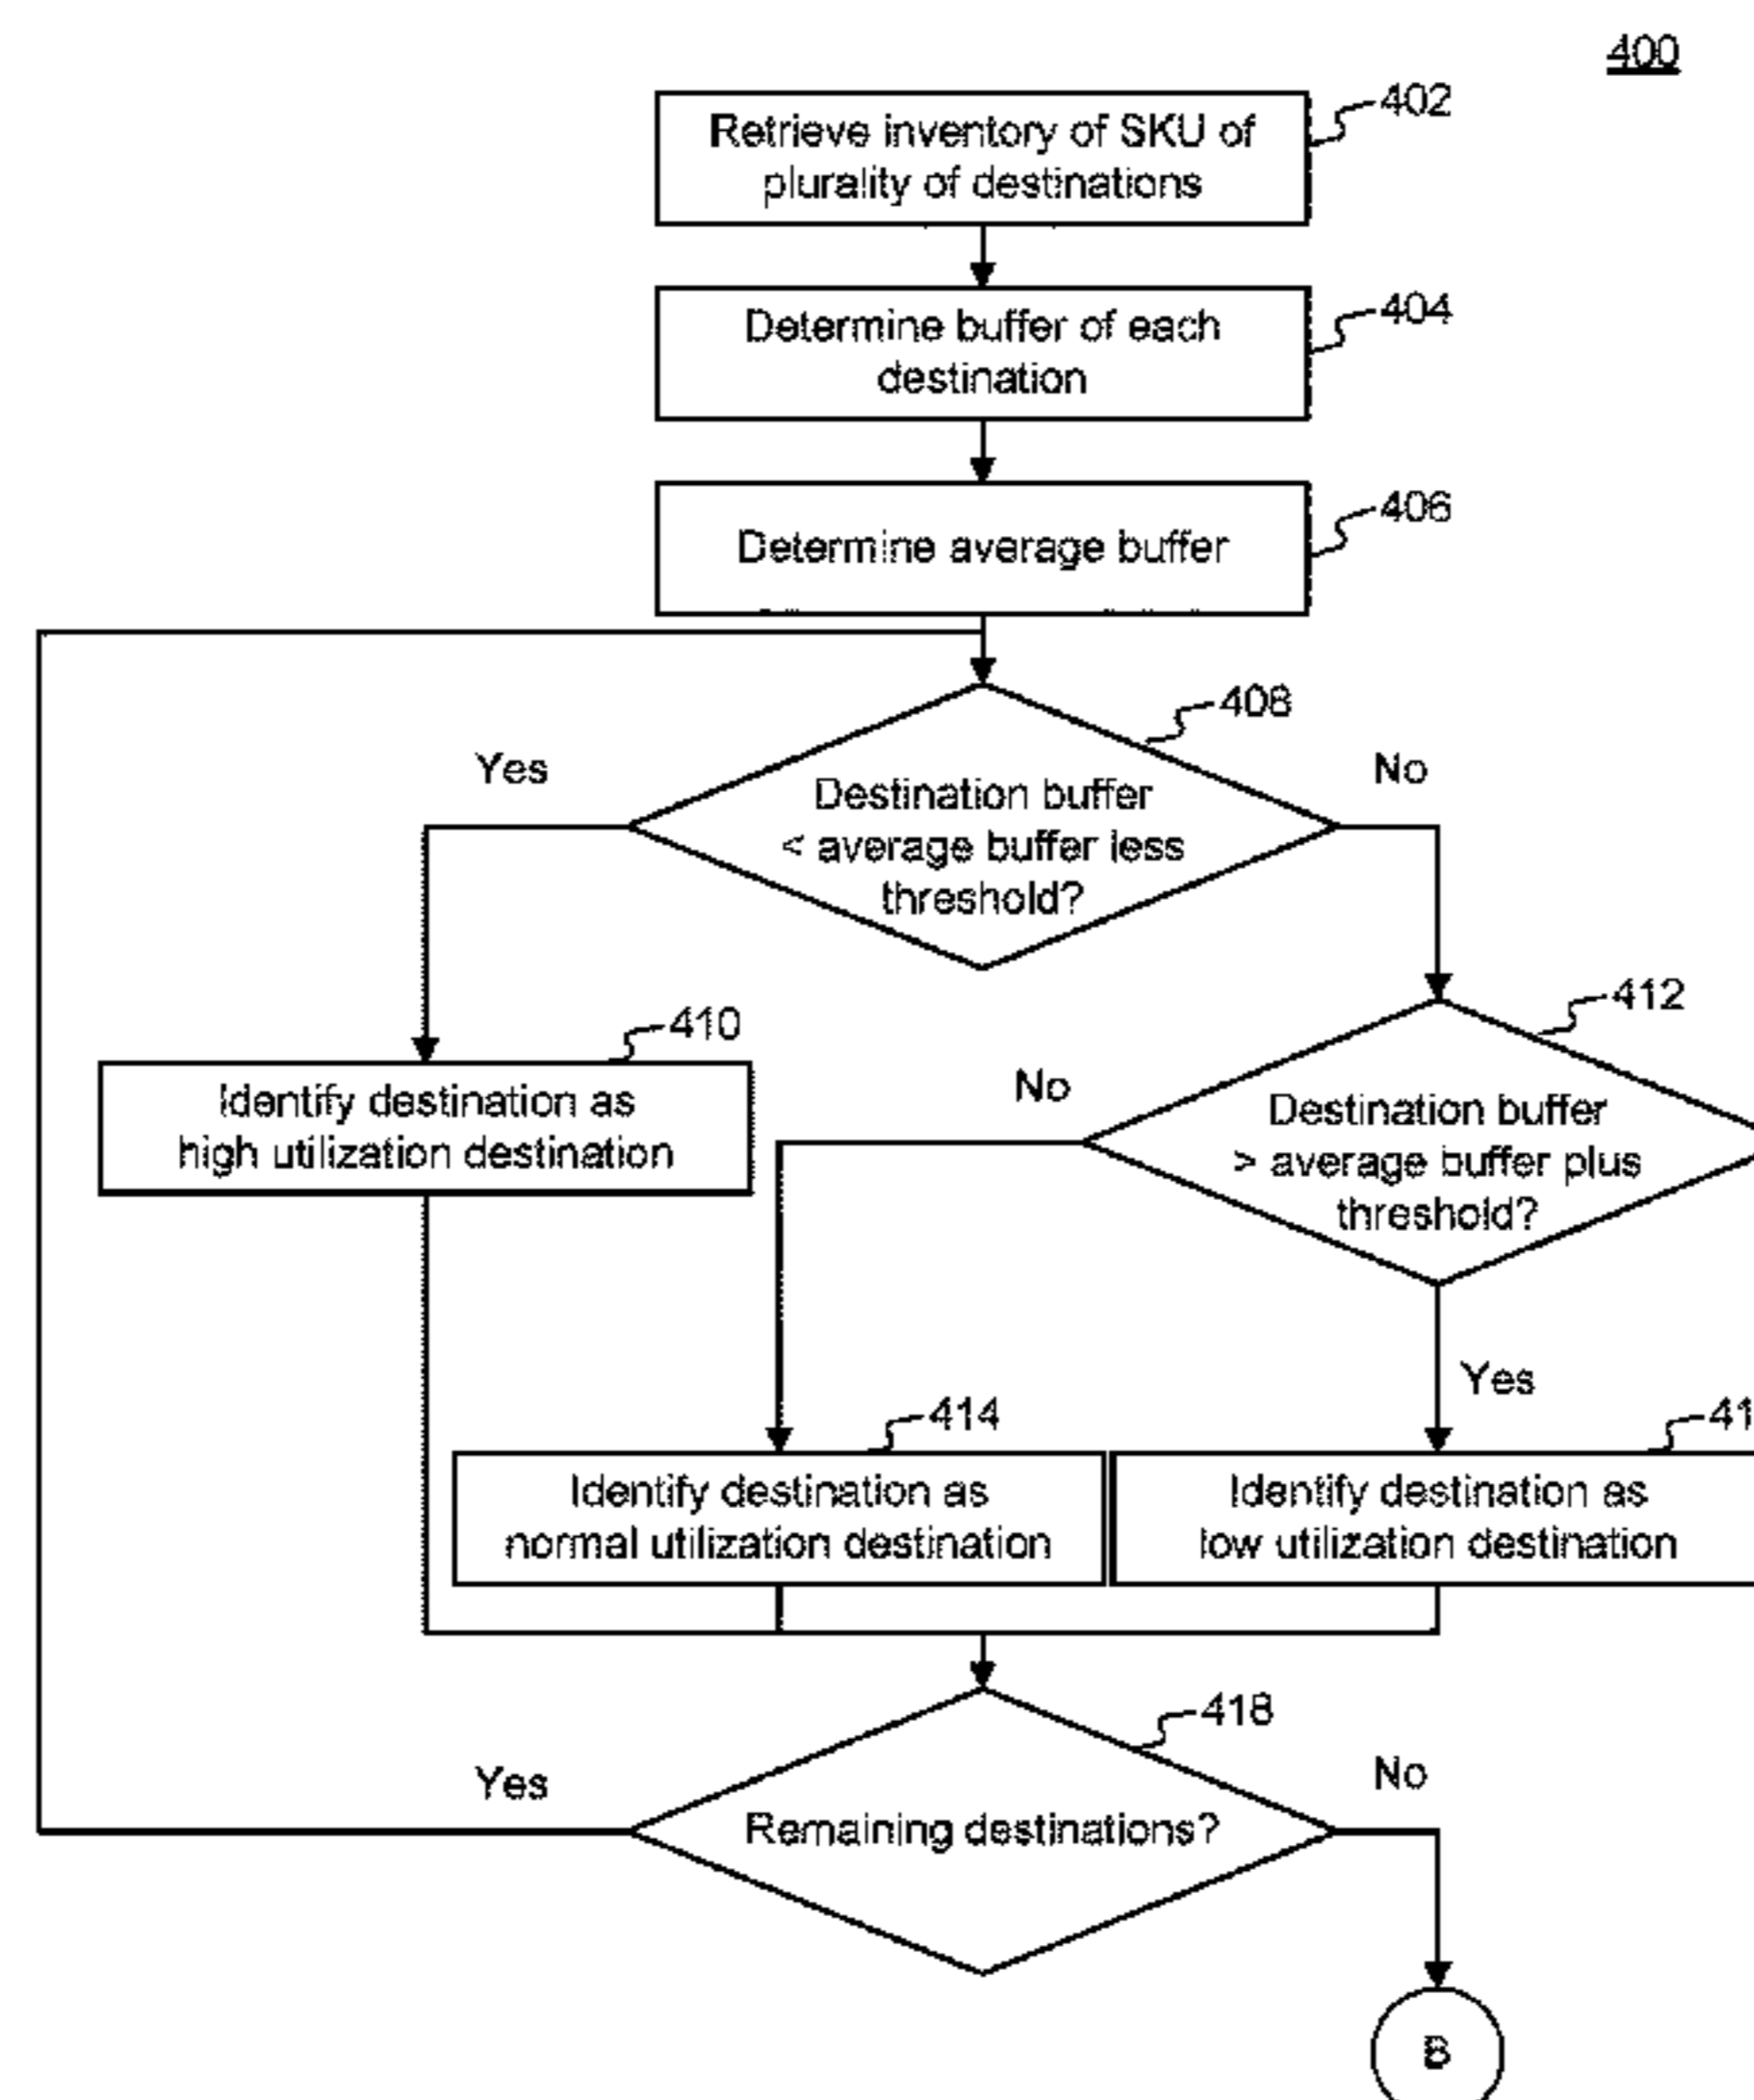 400
402
Retrieve inventory of SKU of
plurality of destinations
404
Determine buffer of each
destination
406
Determine average buffer
408
Yes
No
Destination buffer
< average buffer less
threshold?
410
412
Identify destination as
high utilization destination
No
Destination buffer
> average buffer plus
threshold?
Yes
414
41
Identify destination as
normal utilization destination
Identify destination as
low utilization destination
418
Yes
No
Remaining destinations?
B